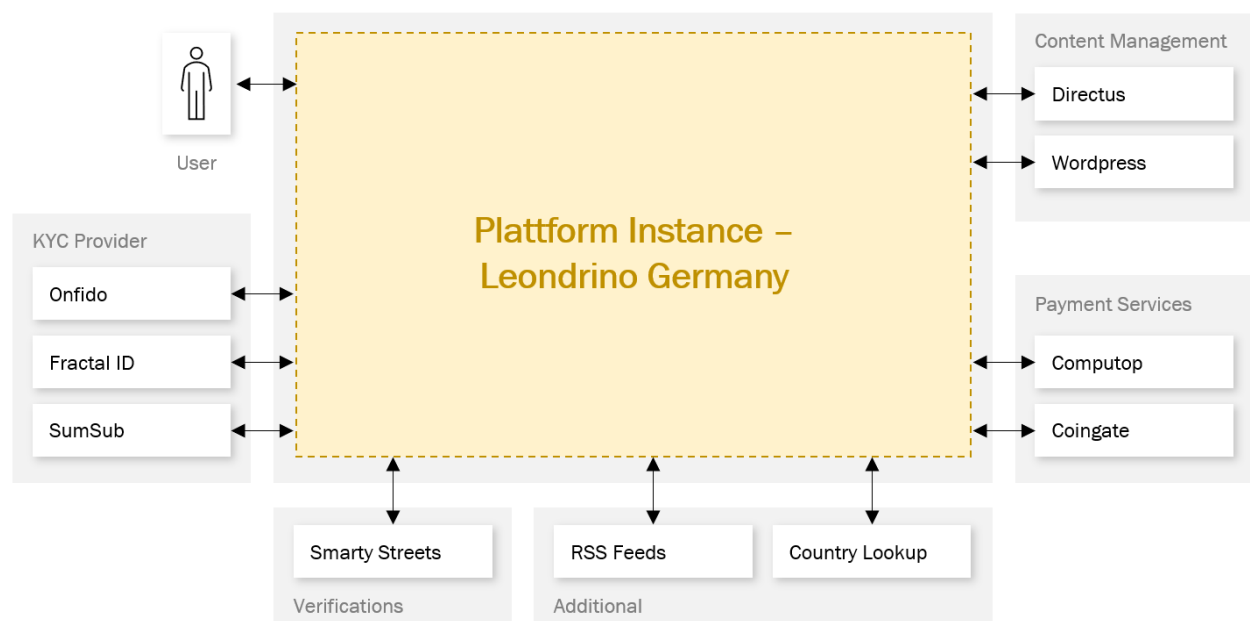 User
KYC Provider
Onfido
Fractal ID
SumSub
Plattform Instance –
Leondrino Germany
Content Management
Directus
Wordpress
Payment Services
Computop
Coingate
Smarty Streets
Verifications
RSS Feeds
Country Lookup
Additional